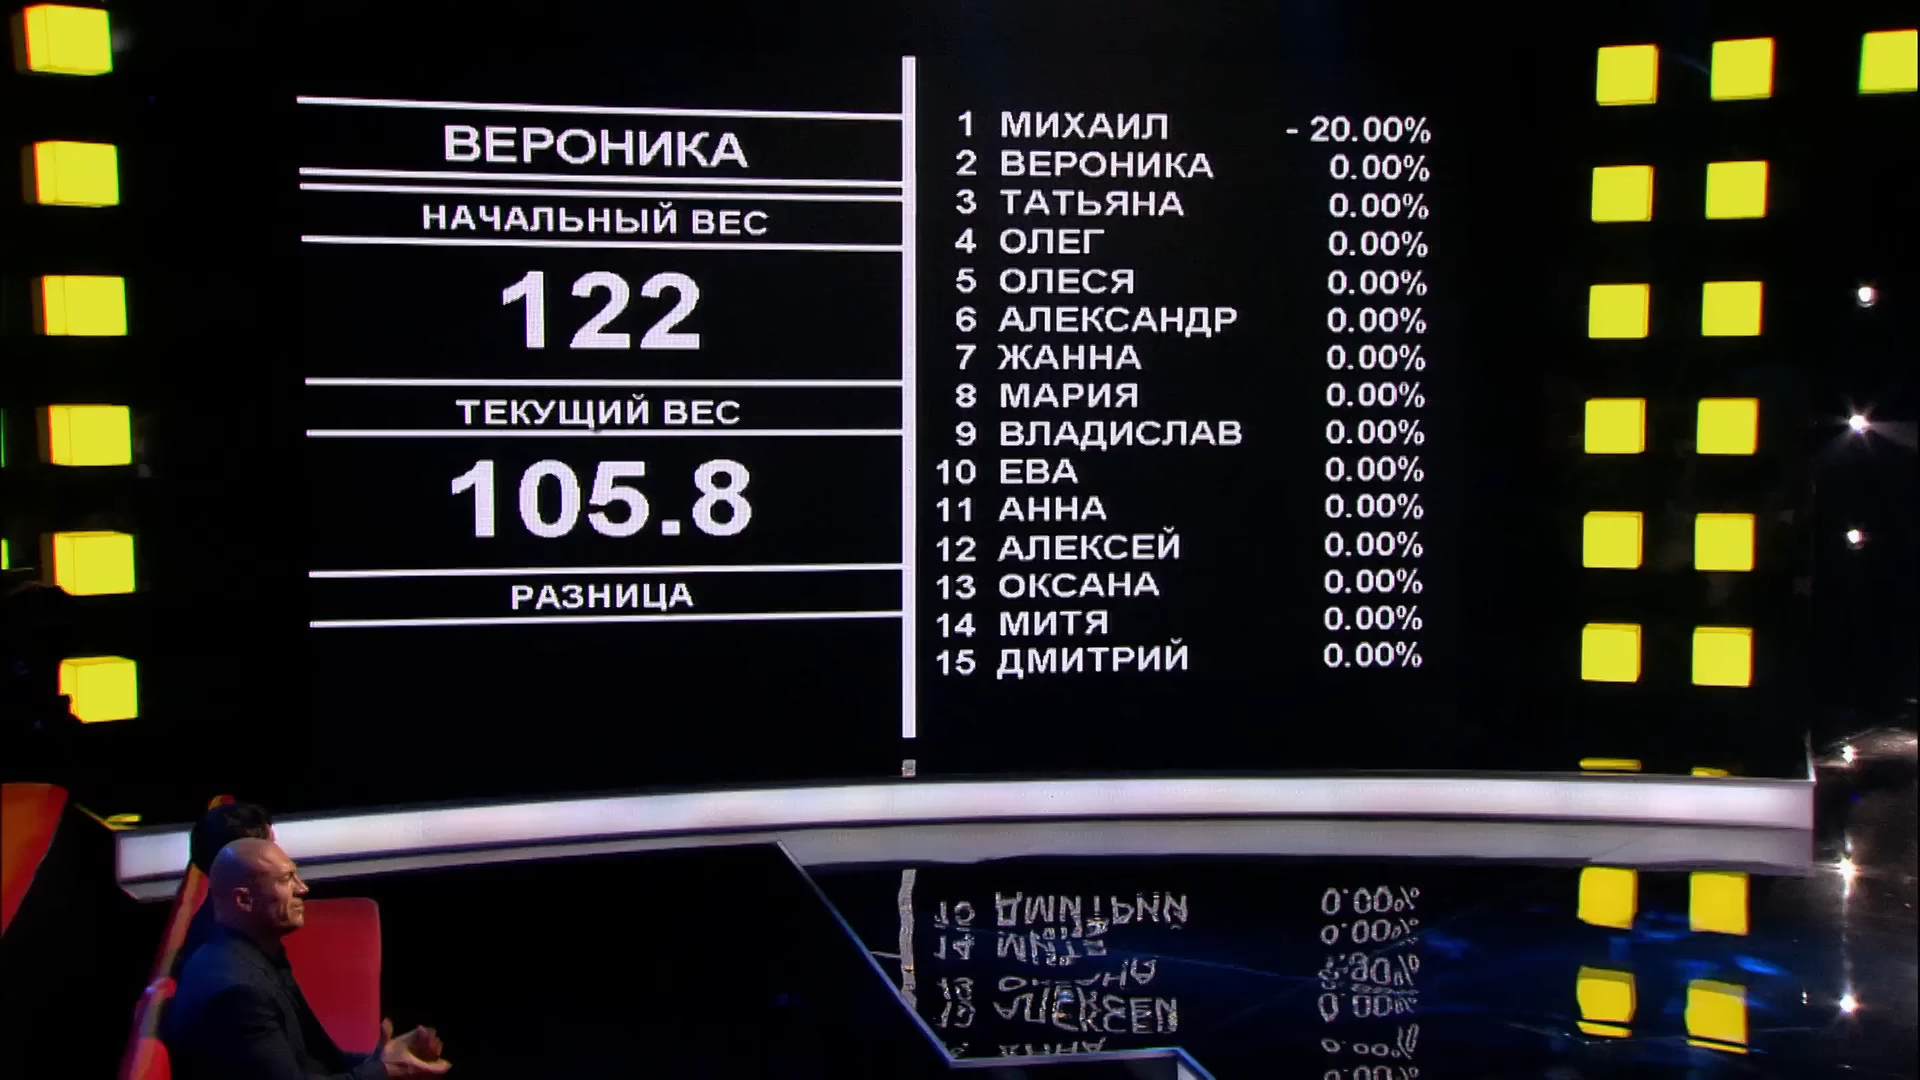 ВЕРОНИКА
НАЧАЛЬНЫЙ ВЕС
122
ТЕКУЩИЙ ВЕС
105.8
РАЗНИЦА
1 МИХАИЛ - 20.00%
2 ВЕРОНИКА 0.00%
3 ТАТЬЯНА 0.00%
4 ОЛЕГ 0.00%
5 ОЛЕСЯ 0.00%
6 АЛЕКСАНДР 0.00%
7 ЖАННА 0.00%
8 МАРИЯ 0.00%
9 ВЛАДИСЛАВ 0.00%
10 ЕВА 0.00%
11 АННА 0.00%
12 АЛЕКСЕЙ 0.00%
13 ОКСАНА 0.00%
14 МИТЯ 0.00%
15 ДМИТРИЙ 0.00%